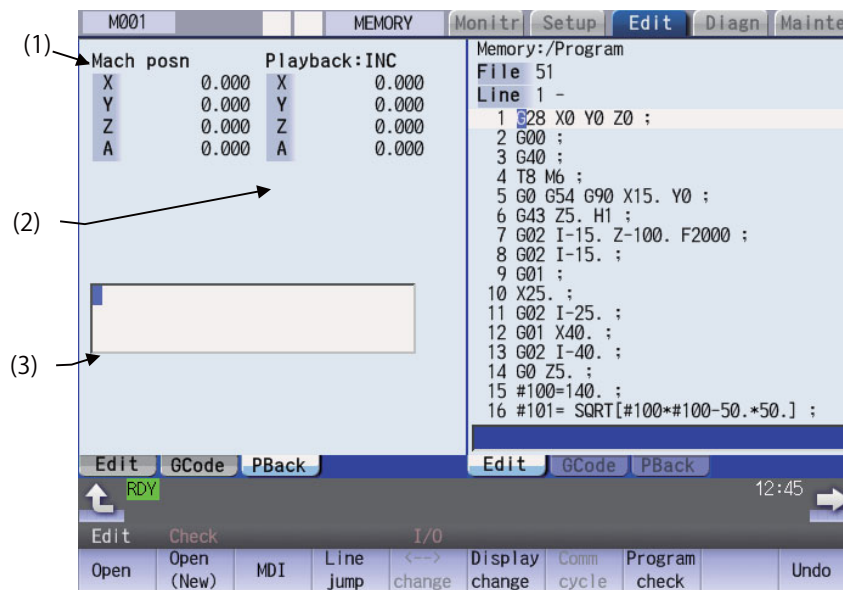 M001 MEMORY Monitr Setup Edit Diagn Mainte
(1)
Mach posn Playback:INC
X 0.000 X 0.000
Y 0.000 Y 0.000
Z 0.000 Z 0.000
A 0.000 A 0.000
(2)
(3)
Memory:/Program
File 51
Line 1 -
1 G28 X0 Y0 Z0 ;
2 G00 ;
3 G40 ;
4 T8 M6 ;
5 G0 G54 G90 X15. Y0 ;
6 G43 Z5. H1 ;
7 G02 I-15. Z-100. F2000 ;
8 G02 I-15. ;
9 G01 ;
10 X25. ;
11 G02 I-25. ;
12 G01 X40. ;
13 G02 I-40. ;
14 G0 Z5. ;
15 #100=140. ;
16 #101= SQRT[#100*#100-50.*50.] ;
Edit GCode PBack Edit GCode PBack
RDY 12:45
Edit Check I/O
Open
Open (New)
MDI
Line jump
<--> change
Display change
Comm cycle
Program check
Undo